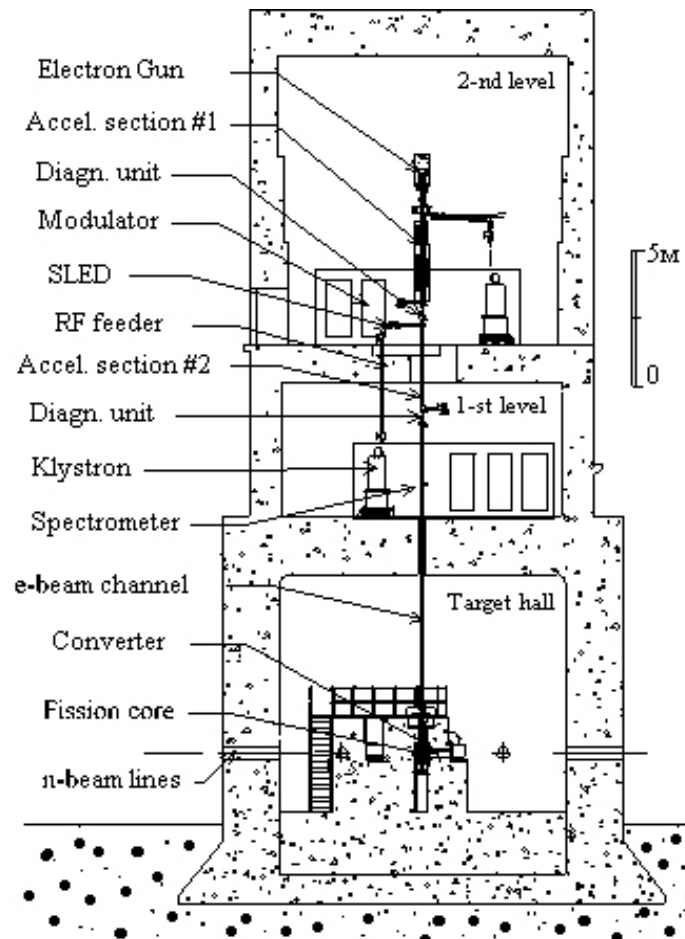 Electron Gun
2-nd level
Accel. section #1
Diagn. unit
Modulator
SLED
5м
RF feeder
Accel. section #2
0
Diagn. unit
1-st level
Klystron
Spectrometer
e-beam channel
Target hall
Converter
Fission core
n-beam lines